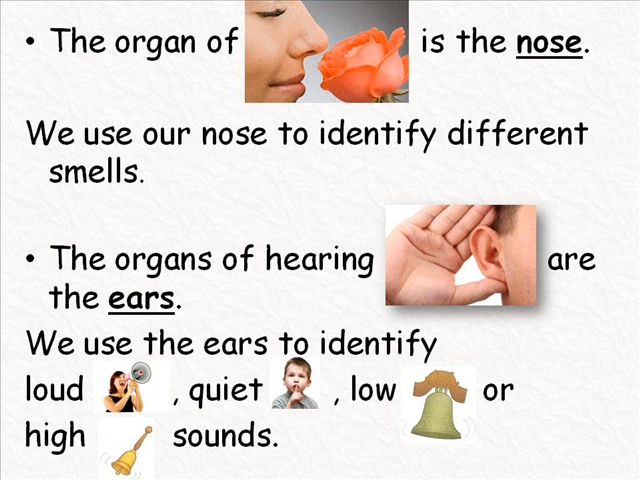 • The organ of is the nose.
We use our nose to identify different
smells.
• The organs of hearing are
the ears.
We use the ears to identify
loud , quiet , low or
high sounds.